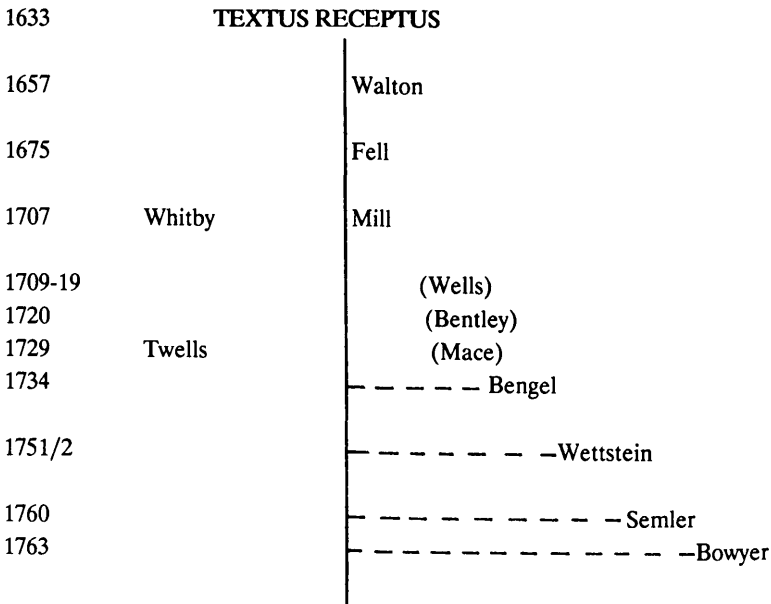 1633 TEXTUS RECEPTUS
1657 Walton
1675 Fell
1707 Whitby Mill
1709-19 (Wells)
1720 (Bentley)
1729 Twells (Mace)
1734 Bengel
1751/2 Wettstein
1760 Semler
1763 Bowyer